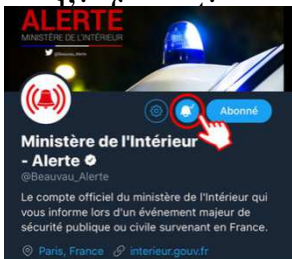 ALERTE
MINISTÈRE DE L'INTÉRIEUR
@Beauvau_Alerte
Abonné
Ministère de l'Intérieur
- Alerte
@Beauvau_Alerte
Le compte officiel du ministère de l'Intérieur qui
vous informe lors d'un événement majeur de
sécurité publique ou civile survenant en France.
Paris, France interieur.gouv.fr